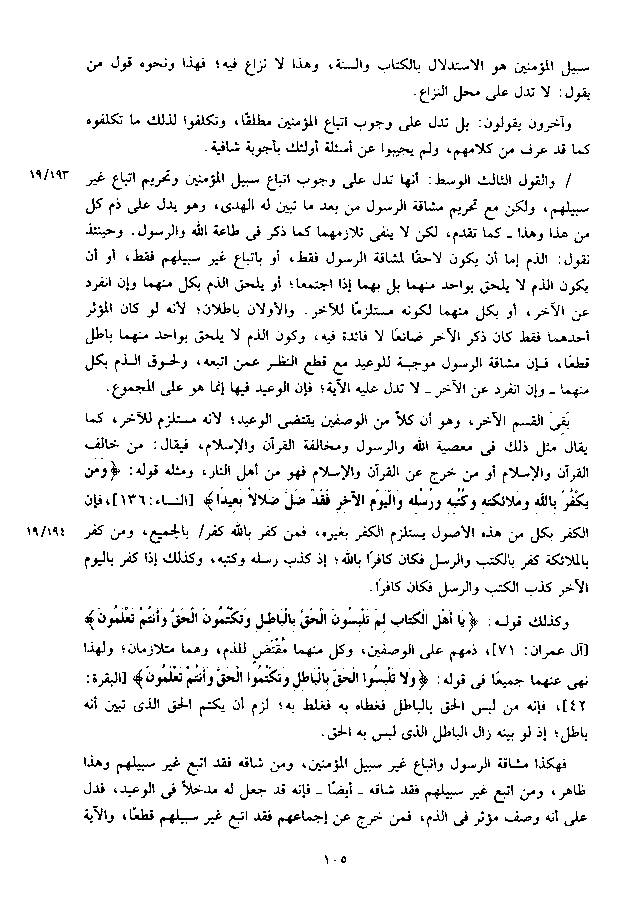 سبيل المؤمنين هو الاستدلال بالكتاب والسنة، وهذا لا نزاع فيه؛ فهذا ونحوه قول من
يقول: لا تدل على محل النزاع.
وآخرون يقولون: بل تدل على وجوب اتباع المؤمنين مطلقًا، وتكلفوا لذلك ما تكلفوه
كما قد عرف من كلامهم، ولم يجيبوا عن أسئلة أولئك بأجوبة شافية.
١٩/١٩٣
/ والقول الثالث الوسط: أنها تدل على وجوب اتباع سبيل المؤمنين وتحريم اتباع غير
سبيلهم، ولكن مع تحريم مشاقة الرسول من بعد ما تبين له الهدى، وهو يدل على ذم كل
من هذا وهذا ـ كما تقدم، لكن لا ينفى تلازمهما كما ذكر فى طاعة الله والرسول. وحينئذ
نقول: الذم إما أن يكون لاحقًا لمشاقة الرسول فقط، أو باتباع غير سبيلهم فقط، أو أن
يكون الذم لا يلحق بواحد منهما بل بهما إذا اجتمعا؛ أو يلحق الذم بكل منهما وإن انفرد
عن الآخر، أو بكل منهما لكونه مستلزمًا للآخر. والأولان باطلان؛ لأنه لو كان المؤثر
أحدهما فقط كان ذكر الآخر ضائعًا لا فائدة فيه، وكون الذم لا يلحق بواحد منهما باطل
قطعًا، فإن مشاقة الرسول موجبة للوعيد مع قطع النظر عمن اتبعه، ولحوق الذم بكل
منهما ـ وإن انفرد عن الآخر ـ لا تدل عليه الآية؛ فإن الوعيد فيها إنما هو على المجموع.
بَقِىَ القسم الآخر، وهو أن كلاً من الوصفين يقتضى الوعيد؛ لأنه مستلزم للآخر، كما
يقال مثل ذلك فى معصية الله والرسول ومخالفة القرآن والإسلام، فيقال: من خالف
القرآن والإسلام أو من خرج عن القرآن والإسلام فهو من أهل النار، ومثله قوله: ﴿وَمَن
يَكْفُرْ بِاللَّهِ وَمَلائِكَتِهِ وَكُتُبِهِ وَرُسُلِهِ وَالْيَوْمِ الآخِرِ فَقَدْ ضَلَّ ضَلالاً بَعِيداً﴾ [النساء: ١٣٦]، فإن
١٩/١٩٤
الكفر بكل من هذه الأصول يستلزم الكفر بغيره، فمن كفر بالله كفر/ بالجميع، ومن كفر
بالملائكة كفر بالكتب والرسل فكان كافرًا بالله؛ إذ كذب رسله وكتبه، وكذلك إذا كفر باليوم
الآخر كذب الكتب والرسل فكان كافرًا.
وكذلك قوله: ﴿يَا أَهْلَ الْكِتَابِ لِمَ تَلْبِسُونَ الْحَقَّ بِالْبَاطِلِ وَتَكْتُمُونَ الْحَقَّ وَأَنتُمْ تَعْلَمُونَ﴾
[آل عمران: ٧١]، ذمهم على الوصفين، وكل منهما مُقْتَضٍ للذم، وهما متلازمان؛ ولهذا
نهى عنهما جميعًا فى قوله: ﴿وَلا تَلْبِسُوا الْحَقَّ بِالْبَاطِلِ وَتَكْتُمُوا الْحَقَّ وَأَنتُمْ تَعْلَمُونَ﴾ [البقرة:
٤٢]، فإنه من لبس الحق بالباطل فغطاه به فغلط به؛ لزم أن يكتم الحق الذى تبين أنه
باطل؛ إذ لو بينه زال الباطل الذى لبس به الحق.
فهكذا مشاقة الرسول واتباع غير سبيل المؤمنين، ومن شاقه فقد اتبع غير سبيلهم وهذا
ظاهر، ومن اتبع غير سبيلهم فقد شاقه ـ أيضًا ـ فإنه قد جعل له مدخلاً فى الوعيد، فدل
على أنه وصف مؤثر فى الذم، فمن خرج عن إجماعهم فقد اتبع غير سبيلهم قطعًا، والآية
١٠٥